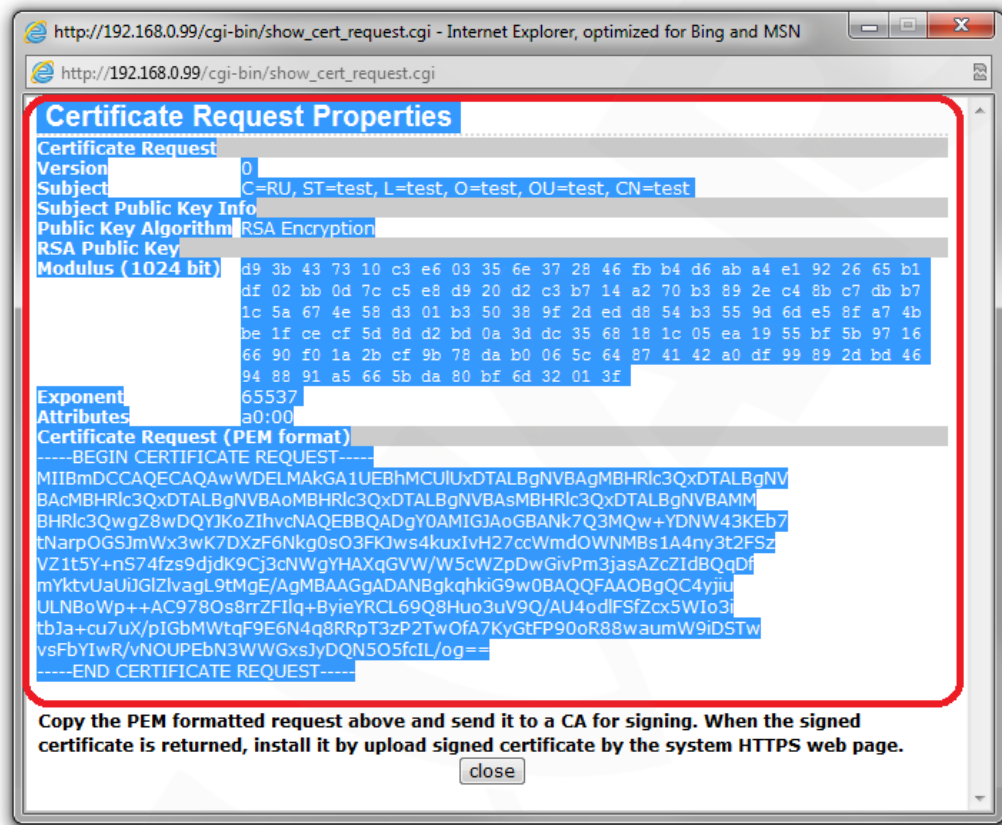 http://192.168.0.99/cgi-bin/show_cert_request.cgi - Internet Explorer, optimized for Bing and MSN
http://192.168.0.99/cgi-bin/show_cert_request.cgi
Certificate Request Properties
Certificate Request
Version 0
Subject C=RU, ST=test, L=test, O=test, OU=test, CN=test
Subject Public Key Info
Public Key Algorithm RSA Encryption
RSA Public Key
Modulus (1024 bit) d9 3b 43 73 10 c3 e6 03 35 6e 37 28 46 fb b4 d6 ab a4 e1 92 26 65 b1
df 02 bb 0d 7c c5 e8 d9 20 d2 c3 b7 14 a2 70 b3 89 2e c4 8b c7 db b7
1c 5a 67 4e 58 d3 01 b3 50 38 9f 2d ed d8 54 b3 55 9d 6d e5 8f a7 4b
be 1f ce cf 5d 8d d2 bd 0a 3d dc 35 68 18 1c 05 ea 19 55 bf 5b 97 16
66 90 f0 1a 2b cf 9b 78 da b0 06 5c 64 87 41 42 a0 df 99 89 2d bd 46
94 88 91 a5 66 5b da 80 bf 6d 32 01 3f
Exponent 65537
Attributes a0:00
Certificate Request (PEM format)
-----BEGIN CERTIFICATE REQUEST-----
MIIBmDCCAQECAQAwWDELMAkGA1UEBhMCUlUxDTALBgNVBAgMBHRlc3QxDTALBgNV
BAcMBHRlc3QxDTALBgNVBAoMBHRlc3QxDTALBgNVBAsMBHRlc3QxDTALBgNVBAMM
BHRlc3QwgZ8wDQYJKoZIhvcNAQEBBQADgY0AMIGJAoGBANk7Q3MQw+YDNW43KEb7
tNarpOGSJmWx3wK7DXzF6Nkg0sO3FKJws4kuxIvH27ccWmdOWNMBs1A4ny3t2FSz
VZ1t5Y+nS74fzs9djdK9Cj3cNWgYHAXqGVW/W5cWZpDwGivPm3jasAZcZIdBQqDf
mYktvUaUiJGlZlvagL9tMgE/AgMBAAGgADANBgkqhkiG9w0BAQQFAAOBgQC4yjiu
ULNBoWp++AC978Os8rrZFIlq+ByieYRCL69Q8Huo3uV9Q/AU4odlFSfZcx5WIo3i
tbJa+cu7uX/pIGbMWtqF9E6N4q8RRpT3zP2TwOfA7KyGtFP90oR88waumW9iDSTw
vsFbYIwR/vNOUPEbN3WWGxsJyDQN5O5fcIL/og==
-----END CERTIFICATE REQUEST-----
Copy the PEM formatted request above and send it to a CA for signing. When the signed
certificate is returned, install it by upload signed certificate by the system HTTPS web page.
close